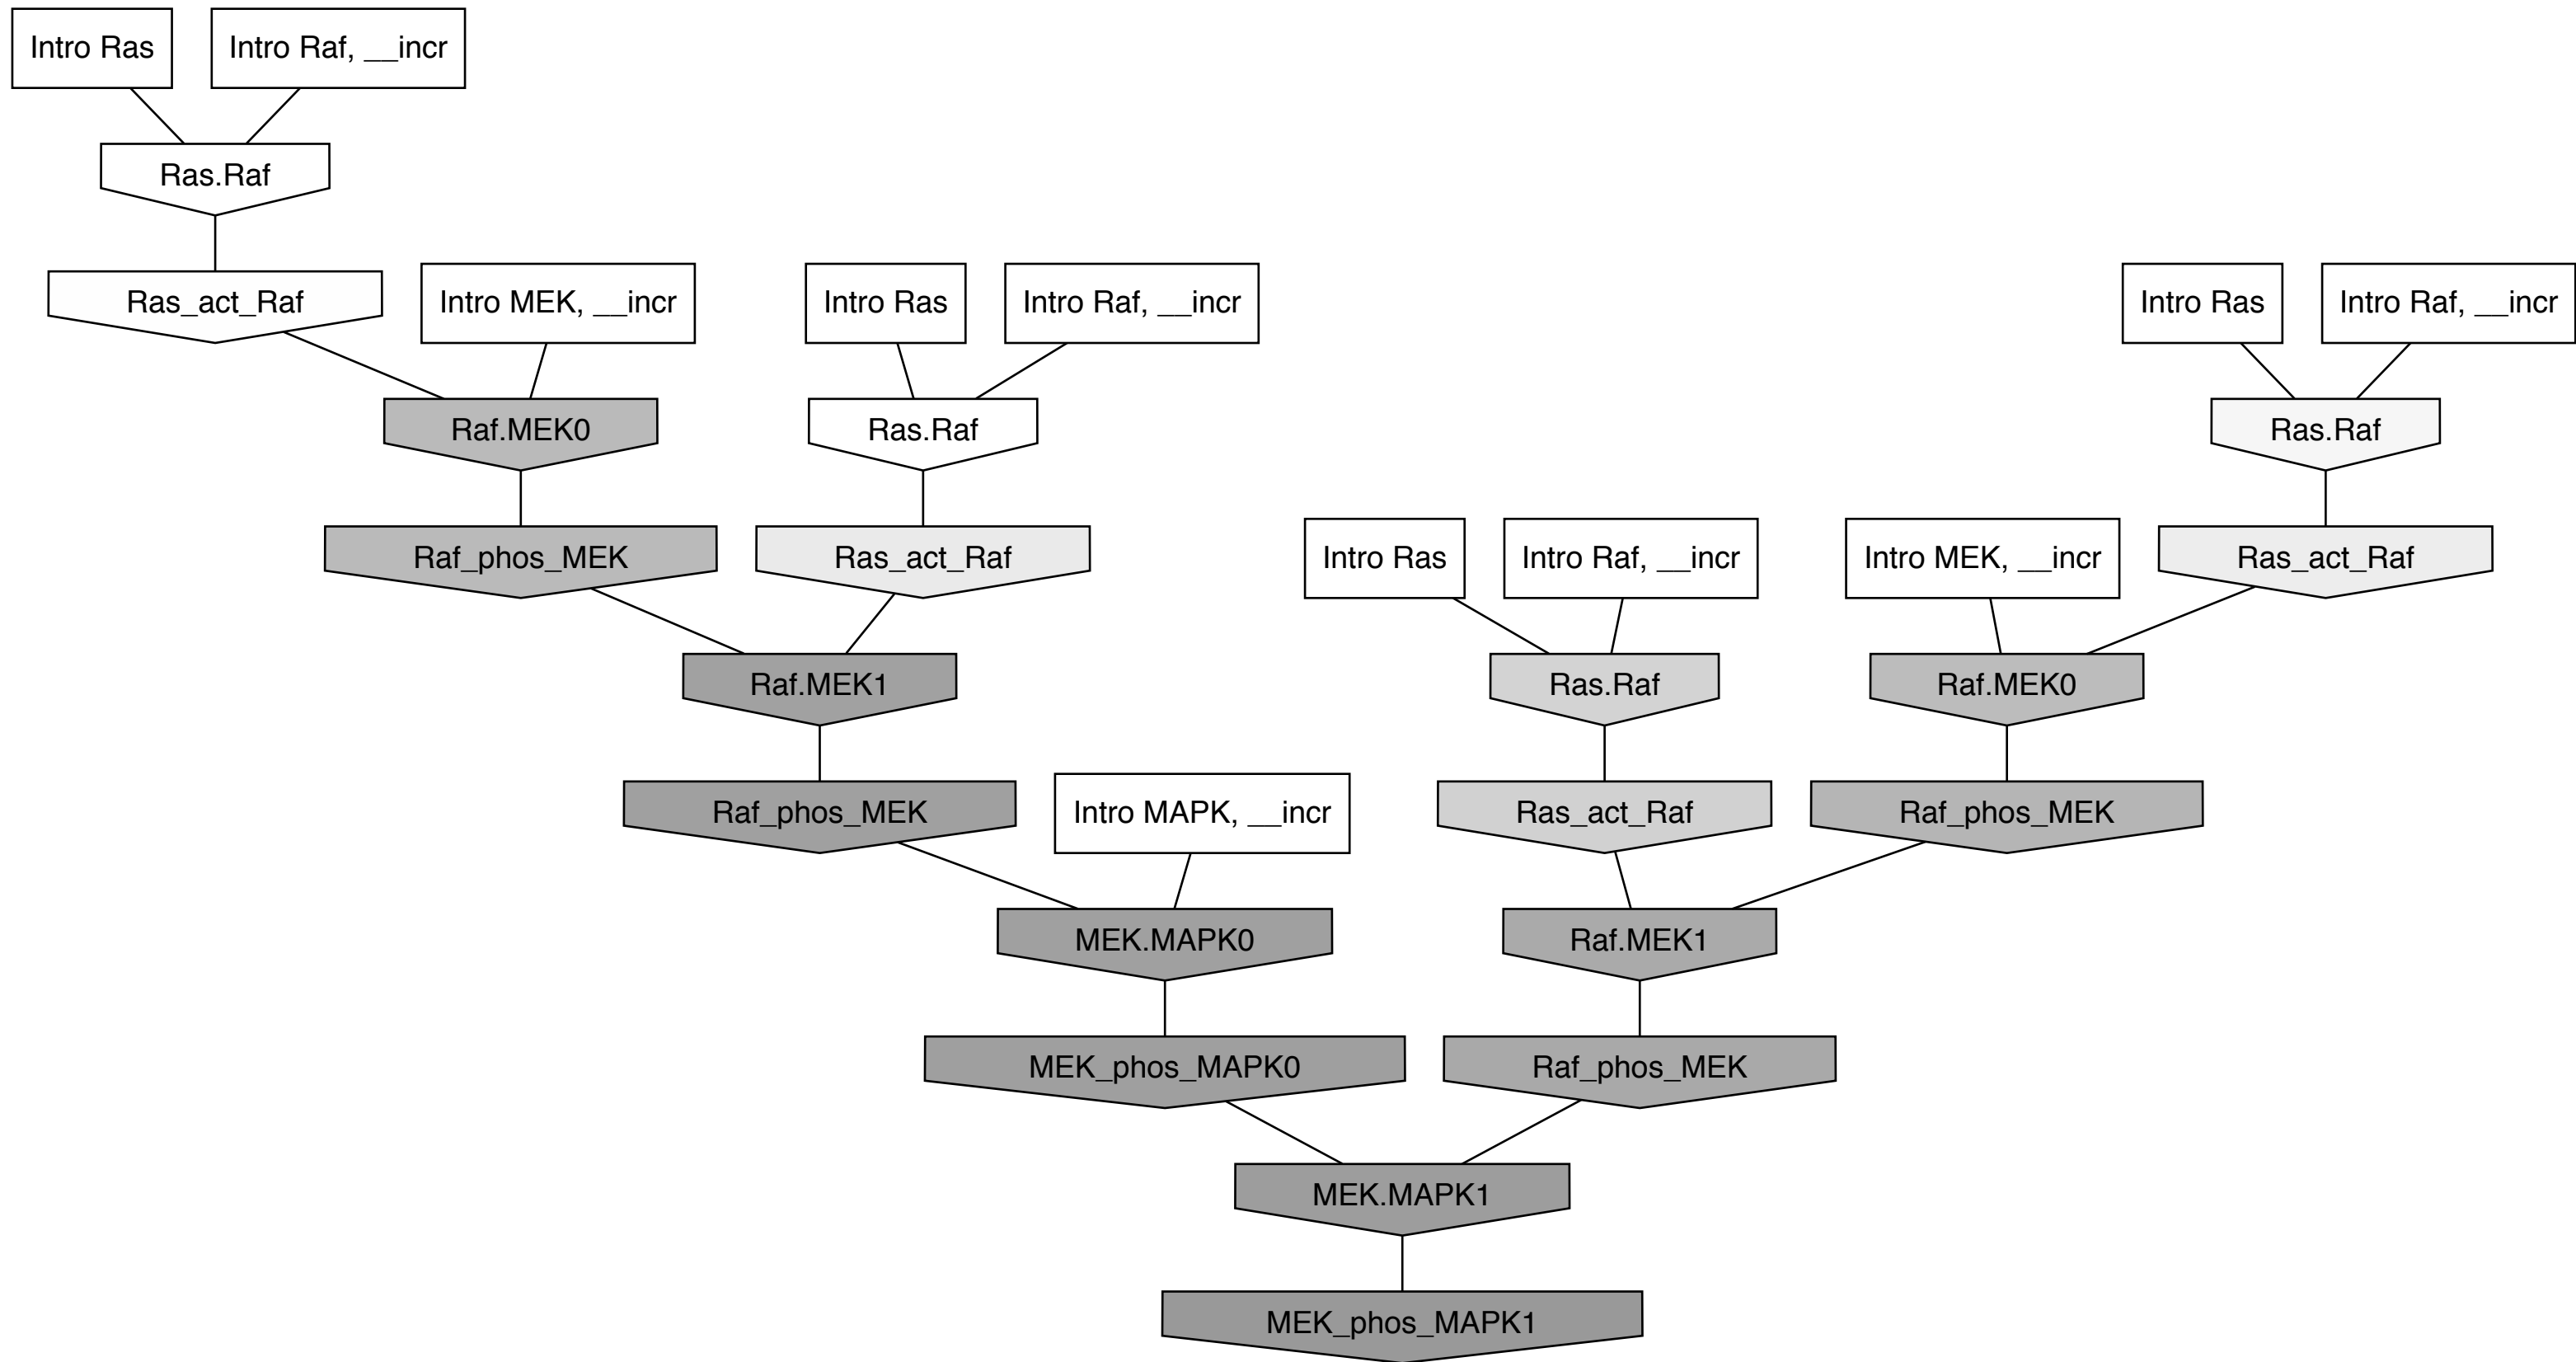 Intro Ras
Intro Raf, __incr
Ras.Raf
Ras_act_Raf
Intro MEK, __incr
Intro Ras
Intro Raf, __incr
Intro Ras
Intro Raf, __incr
Raf.MEK0
Ras.Raf
Ras.Raf
Raf_phos_MEK
Ras_act_Raf
Intro Ras
Intro Raf, __incr
Intro MEK, __incr
Ras_act_Raf
Raf.MEK1
Ras.Raf
Raf.MEK0
Raf_phos_MEK
Intro MAPK, __incr
Ras_act_Raf
Raf_phos_MEK
MEK.MAPK0
Raf.MEK1
MEK_phos_MAPK0
Raf_phos_MEK
MEK.MAPK1
MEK_phos_MAPK1